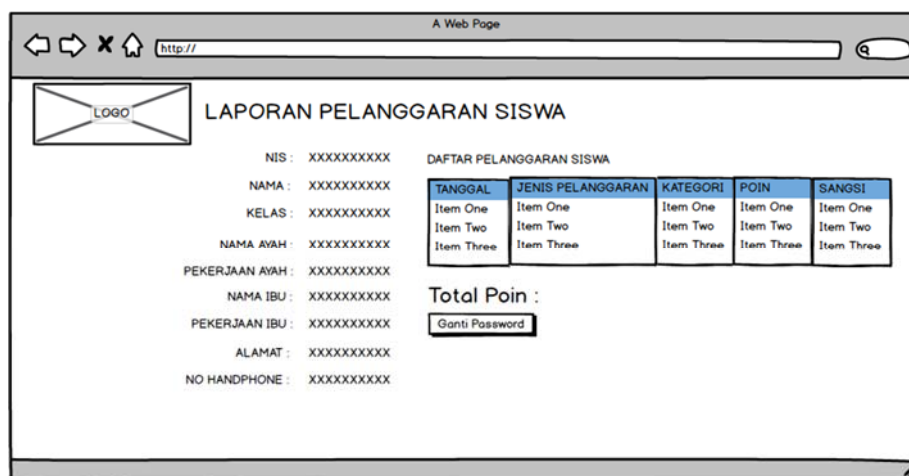 A Web Page
http://
LOGO
LAPORAN PELANGGARAN SISWA
NIS : XXXXXXXXXX
NAMA : XXXXXXXXXX
KELAS : XXXXXXXXXX
NAMA AYAH : XXXXXXXXXX
PEKERJAAN AYAH : XXXXXXXXXX
NAMA IBU : XXXXXXXXXX
PEKERJAAN IBU : XXXXXXXXXX
ALAMAT : XXXXXXXXXX
NO HANDPHONE : XXXXXXXXXX
DAFTAR PELANGGARAN SISWA
TANGGAL JENIS PELANGGARAN KATEGORI POIN SANGSI
Item One Item One Item One Item One Item One
Item Two Item Two Item Two Item Two Item Two
Item Three Item Three Item Three Item Three Item Three
Total Poin :
Ganti Password